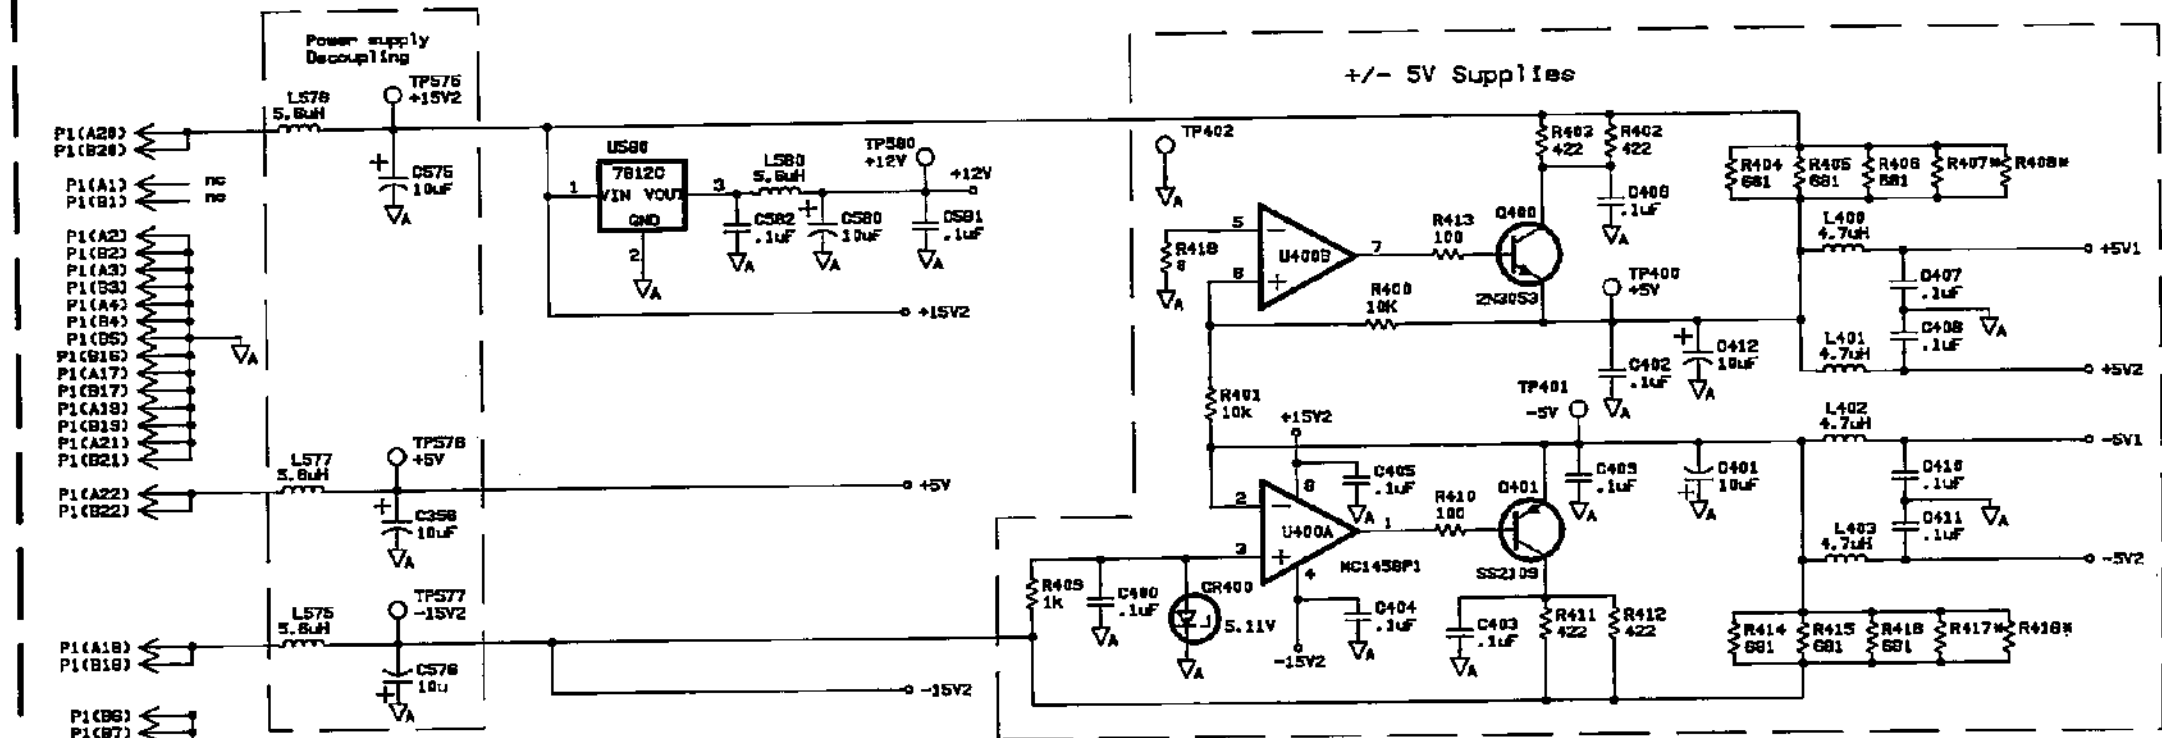 Power supply
Decoupling
+/- 5V Supplies
L578
5.6uH
TP575
+15V2
P1(A20)
P1(B20)
C575
10uF
A
P1(A1) nc
P1(B1) nc
P1(A2)
P1(B2)
P1(A3)
P1(B3)
P1(A4)
P1(B4)
P1(B5)
P1(B16)
P1(A17)
P1(B17)
P1(A19)
P1(B19)
P1(A21)
P1(B21)
A
L577
5.6uH
TP576
+5V
P1(A22)
P1(B22)
C356
10uF
A
+5V
L575
5.6uH
TP577
-15V2
P1(A18)
P1(B18)
C576
10u
A
-15V2
P1(B6)
P1(B7)
U580
7812C
VIN VOUT
GND
1
3
2
A
L580
5.6uH
TP580
+12V
+12V
C582
.1uF
A
C580
10uF
A
C581
.1uF
A
+15V2
TP402
A
R418
0
A
5
6
7
U400B
R413
100
Q400
2N3053
R403
422
R402
422
C406
.1uF
A
R400
10K
TP400
+5V
C402
.1uF
A
C412
10uF
A
R404
681
R405
681
R406
681
R407*
R408*
L400
4.7uH
+5V1
C407
.1uF
A
C408
.1uF
L401
4.7uH
+5V2
R401
10k
+15V2
TP401
-5V
C405
.1uF
A
2
3
8
4
1
U400A
MC1458P1
R410
100
Q401
SS2109
C409
.1uF
A
C401
10uF
A
L402
4.7uH
-5V1
C410
.1uF
A
C411
.1uF
L403
4.7uH
-5V2
R409
1k
C400
.1uF
A
CR400
5.11V
A
-15V2
C404
.1uF
A
C403
.1uF
A
R411
422
R412
422
R414
681
R415
681
R416
681
R417*
R418*